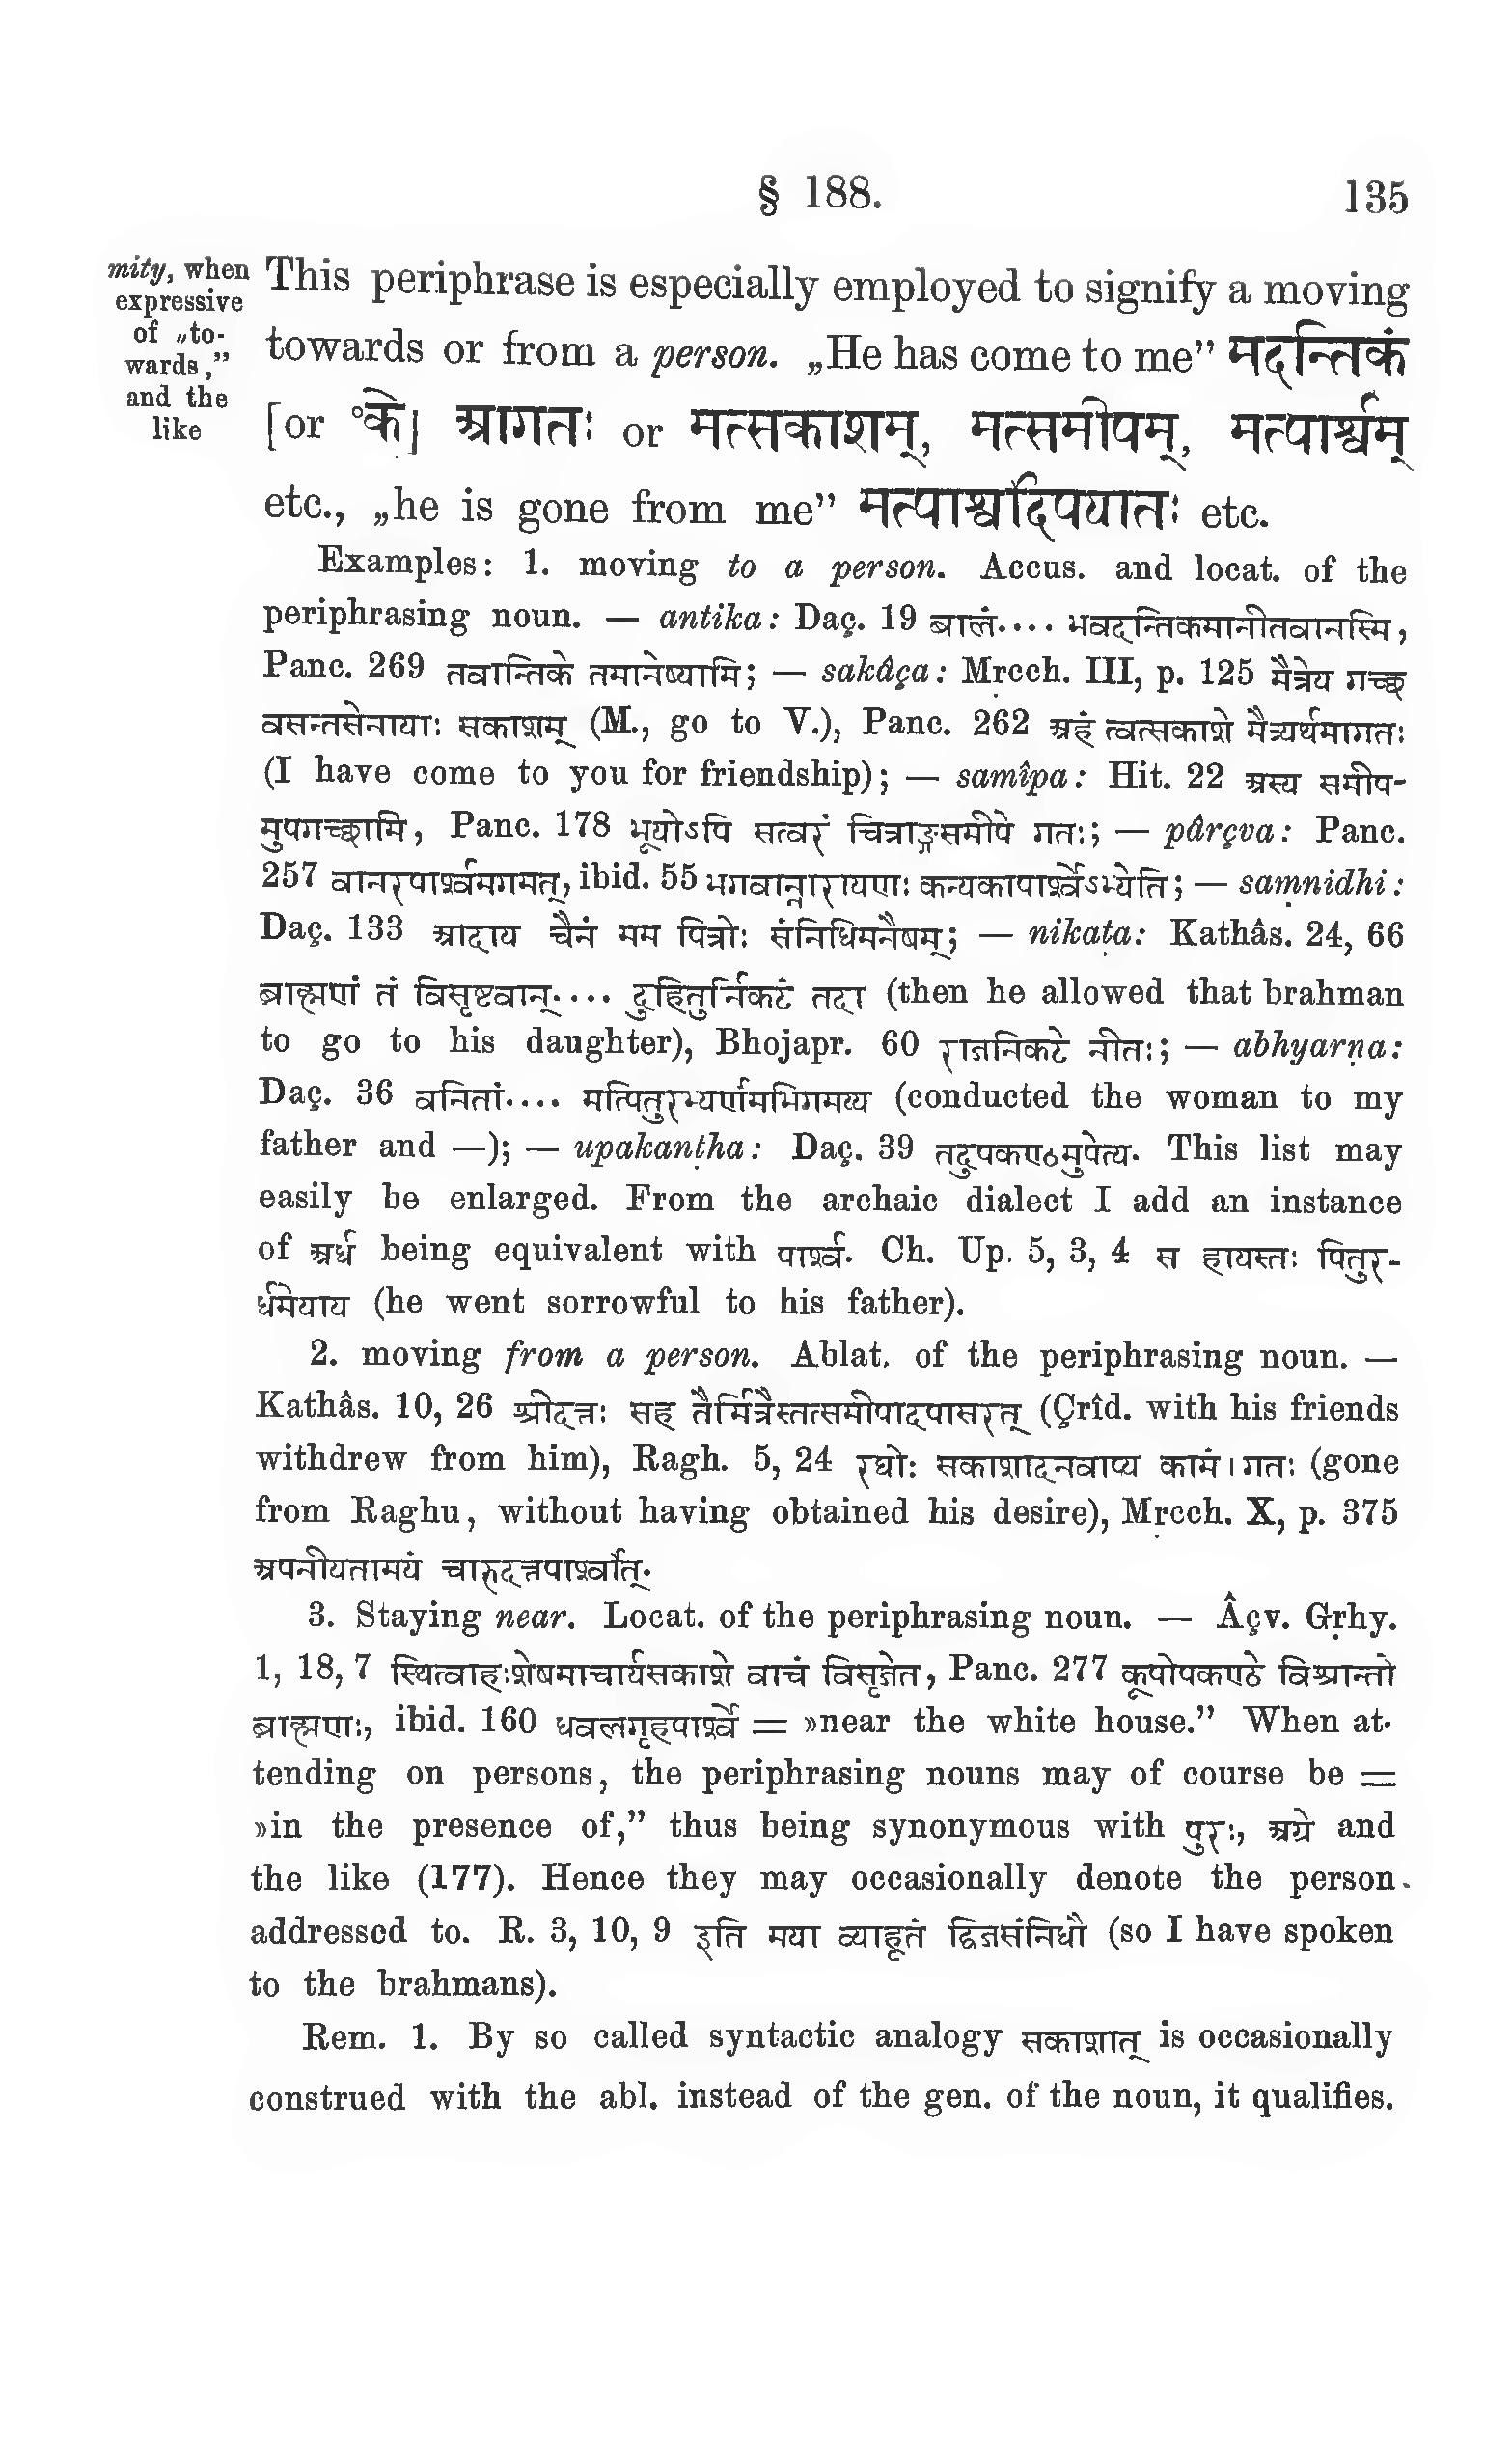 § 188.
135
mity, when
expressive
of „to-
wards,”
and the
like
This periphrase is especially employed to signify a moving
towards or from a person. „He has come to me” मदन्तिकं
[or °के] आगतः or मत्सकाशम्, मत्समीपम्, मत्पार्श्वम्
etc., „he is gone from me” मत्पार्श्वादपयातः etc.
Examples: 1. moving to a person. Accus. and locat. of the
periphrasing noun. — antika: Daç. 19 बालं.... भवदन्तिकमानीतवानस्मि,
Panc. 269 तवान्तिके तमानेष्यामि; — sakâça: Mṛcch. III, p. 125 मैत्रेय गच्छ
वसन्तसेनायाः सकाशम् (M., go to V.), Panc. 262 अहं त्वत्सकाशे मैत्र्यर्थमागतः
(I have come to you for friendship); — samîpa: Hit. 22 अस्य समीप-
मुपगच्छामि, Panc. 178 भूयोऽपि सत्वरं चित्राङ्गसमीपे गतः; — pârçva: Panc.
257 वानरपार्श्वमगमत्, ibid. 55 भगवान्नारायणः कन्यकापार्श्वेऽभ्येति; — saṃnidhi:
Daç. 133 आदाय चैनं मम पित्रोः संनिधिमनैषम्; — nikaṭa: Kathâs. 24, 66
ब्राह्मणं तं विसृष्टवान्.... दुहितुर्निकटं तदा (then he allowed that brahman
to go to his daughter), Bhojapr. 60 राजनिकटे नीतः; — abhyarṇa:
Daç. 36 वनितां.... मत्पितुरभ्यर्णमभिगमय्य (conducted the woman to my
father and —); — upakaṇṭha: Daç. 39 तदुपकण्ठमुपेत्य. This list may
easily be enlarged. From the archaic dialect I add an instance
of अर्ध being equivalent with पार्श्व. Ch. Up. 5, 3, 4 स हायस्तः पितुर-
र्धमेयाय (he went sorrowful to his father).
2. moving from a person. Ablat. of the periphrasing noun. —
Kathâs. 10, 26 श्रीदत्तः सह तैर्मित्रैस्तत्समीपादपासरत् (Çrîd. with his friends
withdrew from him), Ragh. 5, 24 रघोः सकाशादनवाप्य कामं । गतः (gone
from Raghu, without having obtained his desire), Mṛcch. X, p. 375
अपनीयतामयं चारुदत्तपार्श्वात्.
3. Staying near. Locat. of the periphrasing noun. — Âçv. Gṛhy.
1, 18, 7 स्थित्वाहःशेषमाचार्यसकाशे वाचं विसृजेत, Panc. 277 कूपोपकण्ठे विश्रान्तो
ब्राह्मणः, ibid. 160 धवलगृहपार्श्वे = »near the white house.” When at-
tending on persons, the periphrasing nouns may of course be =
»in the presence of,” thus being synonymous with पुरः, अग्रे and
the like (177). Hence they may occasionally denote the person
addressed to. R. 3, 10, 9 इति मया व्याहृतं द्विजसंनिधौ (so I have spoken
to the brahmans).
Rem. 1. By so called syntactic analogy सकाशात् is occasionally
construed with the abl. instead of the gen. of the noun, it qualifies.